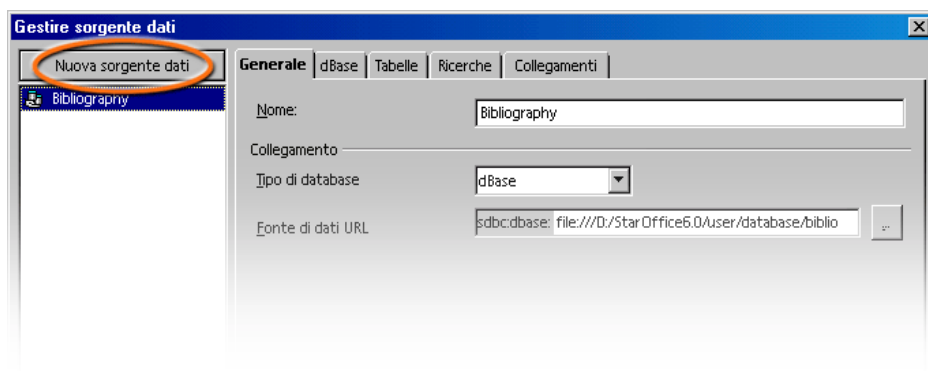 Gestire sorgente dati
Nuova sorgente dati
Bibliography
Generale dBase Tabelle Ricerche Collegamenti
Nome: Bibliography
Collegamento
Tipo di database dBase
Fonte di dati URL sdbc:dbase: file:///D:/StarOffice6.0/user/database/biblio ...